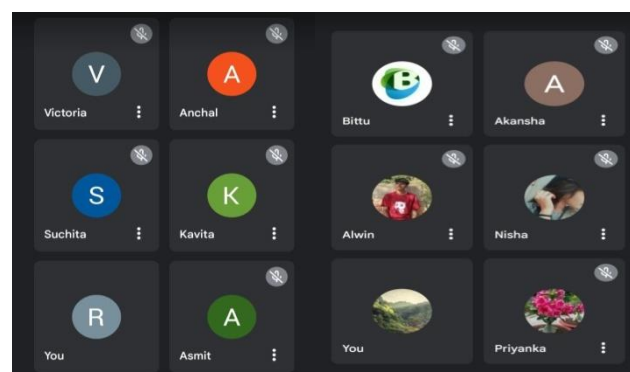 V
A
Victoria
Anchal
S
K
Suchita
Kavita
R
A
You
Asmit
B
A
Bittu
Akansha
Alwin
Nisha
You
Priyanka